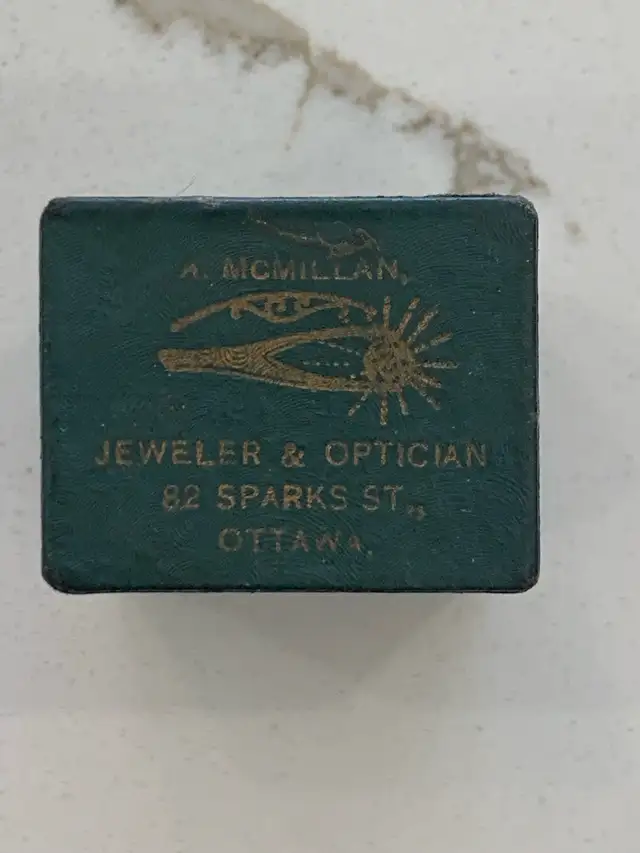 A. MCMILLAN,
JEWELER & OPTICIAN
82 SPARKS ST.,
OTTAWA.